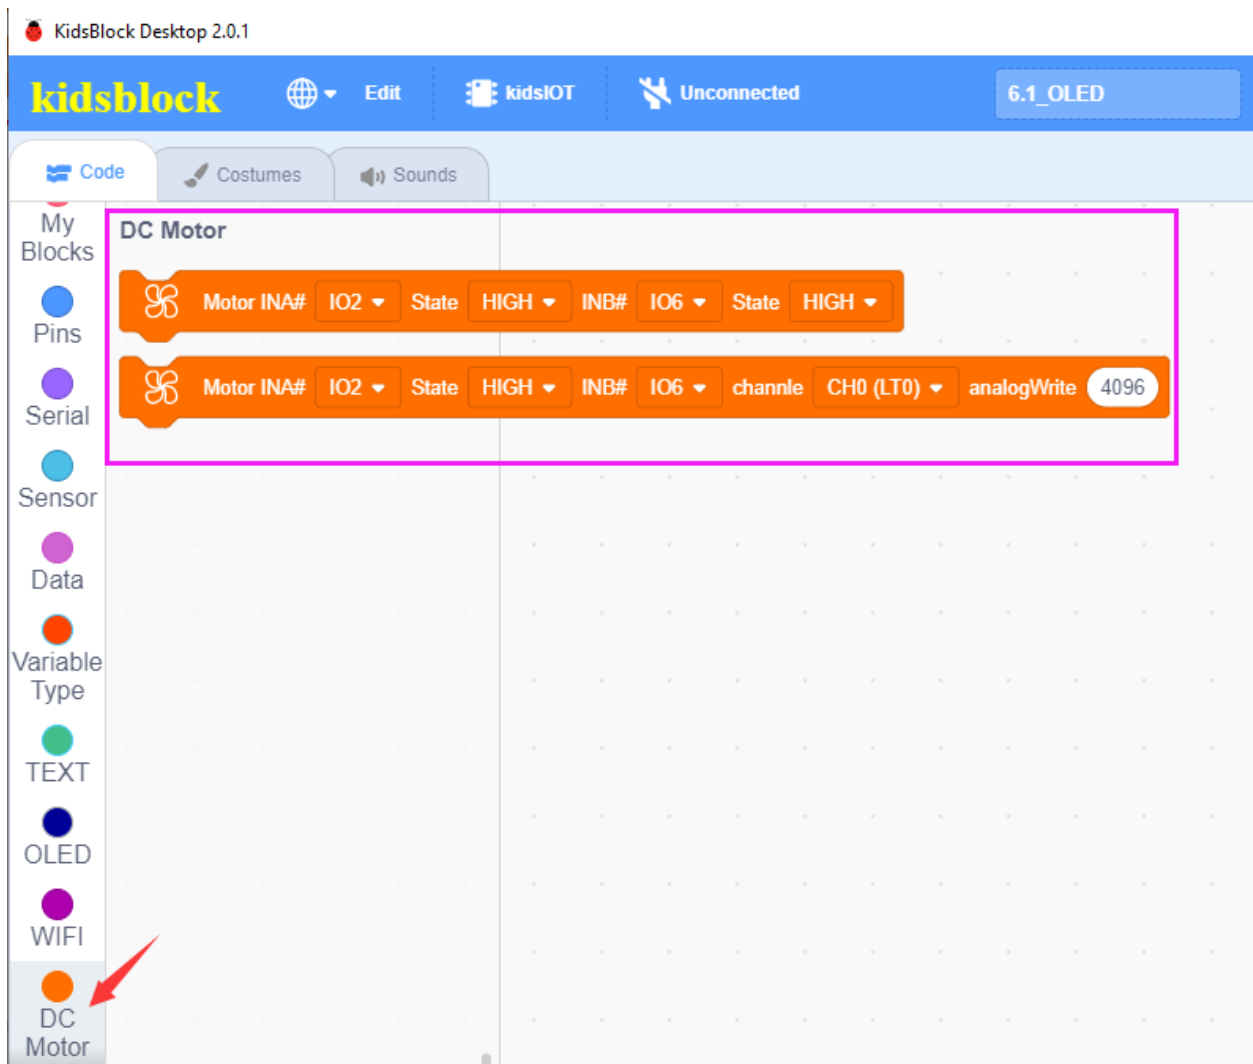 KidsBlock Desktop 2.0.1
kidsblock Edit kidsIOT Unconnected 6.1_OLED
Code Costumes Sounds
My Blocks
Pins
Serial
Sensor
Data
Variable Type
TEXT
OLED
WIFI
DC Motor
DC Motor
Motor INA# IO2 State HIGH INB# IO6 State HIGH
Motor INA# IO2 State HIGH INB# IO6 channle CH0 (LT0) analogWrite 4096